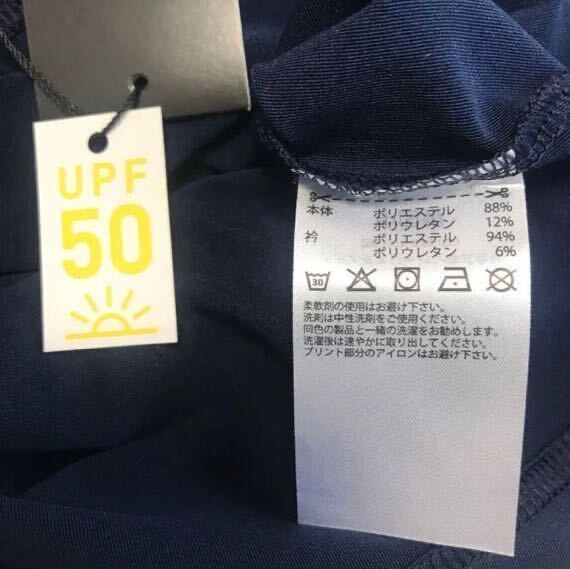 UPF
50
本体 ポリエステル 88%
ポリウレタン 12%
衿 ポリエステル 94%
ポリウレタン 6%
30
柔軟剤の使用はお避け下さい。
洗剤は中性洗剤をご使用ください。
同色の製品と一緒の洗濯をお勧めします。
洗濯後は速やかに取り出してください。
プリント部分のアイロンはお避け下さい。